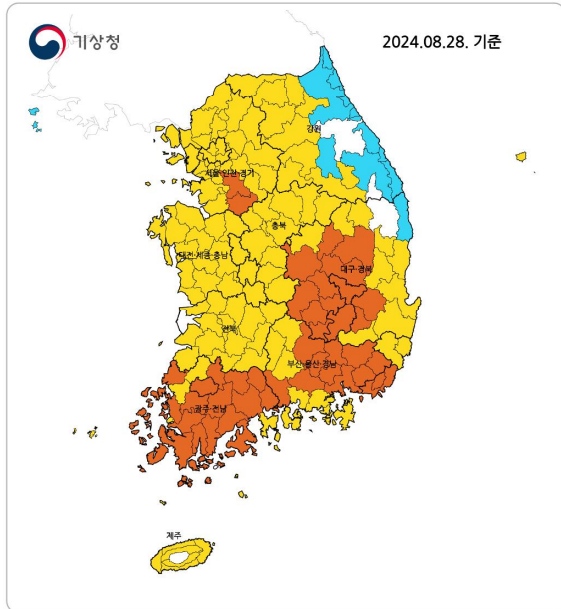 기상청
2024.08.28. 기준
강원
서울·인천·경기
충북
대전·세종·충남
대구·경북
전북
부산·울산·경남
광주·전남
제주